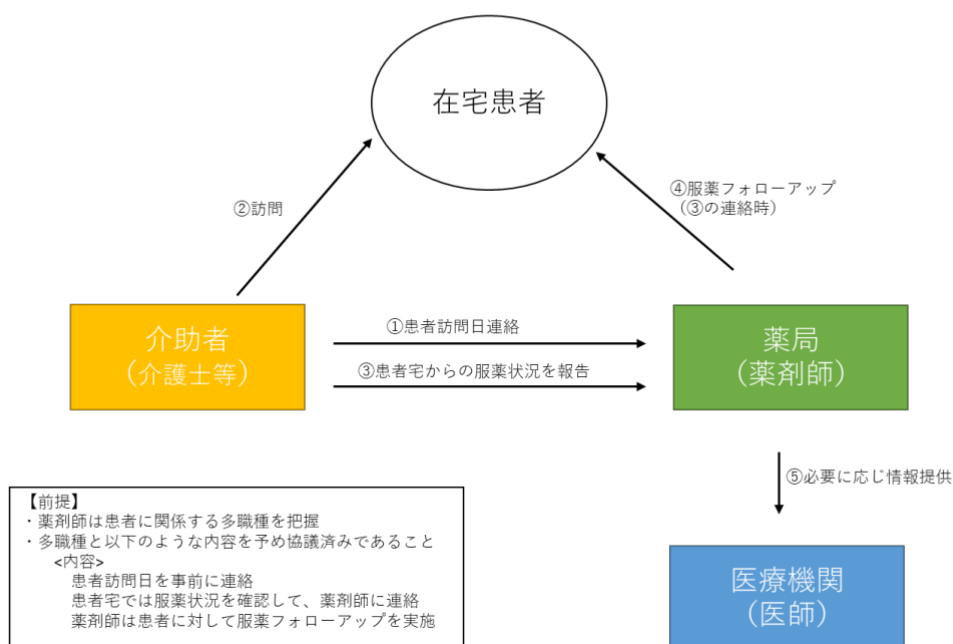 在宅患者
②訪問
④服薬フォローアップ
（③の連絡時）
介助者
（介護士等）
①患者訪問日連絡
③患者宅からの服薬状況を報告
薬局
（薬剤師）
⑤必要に応じ情報提供
【前提】
・薬剤師は患者に関係する多職種を把握
・多職種と以下のような内容を予め協議済みであること
<内容>
患者訪問日を事前に連絡
患者宅では服薬状況を確認して、薬剤師に連絡
薬剤師は患者に対して服薬フォローアップを実施
医療機関
（医師）